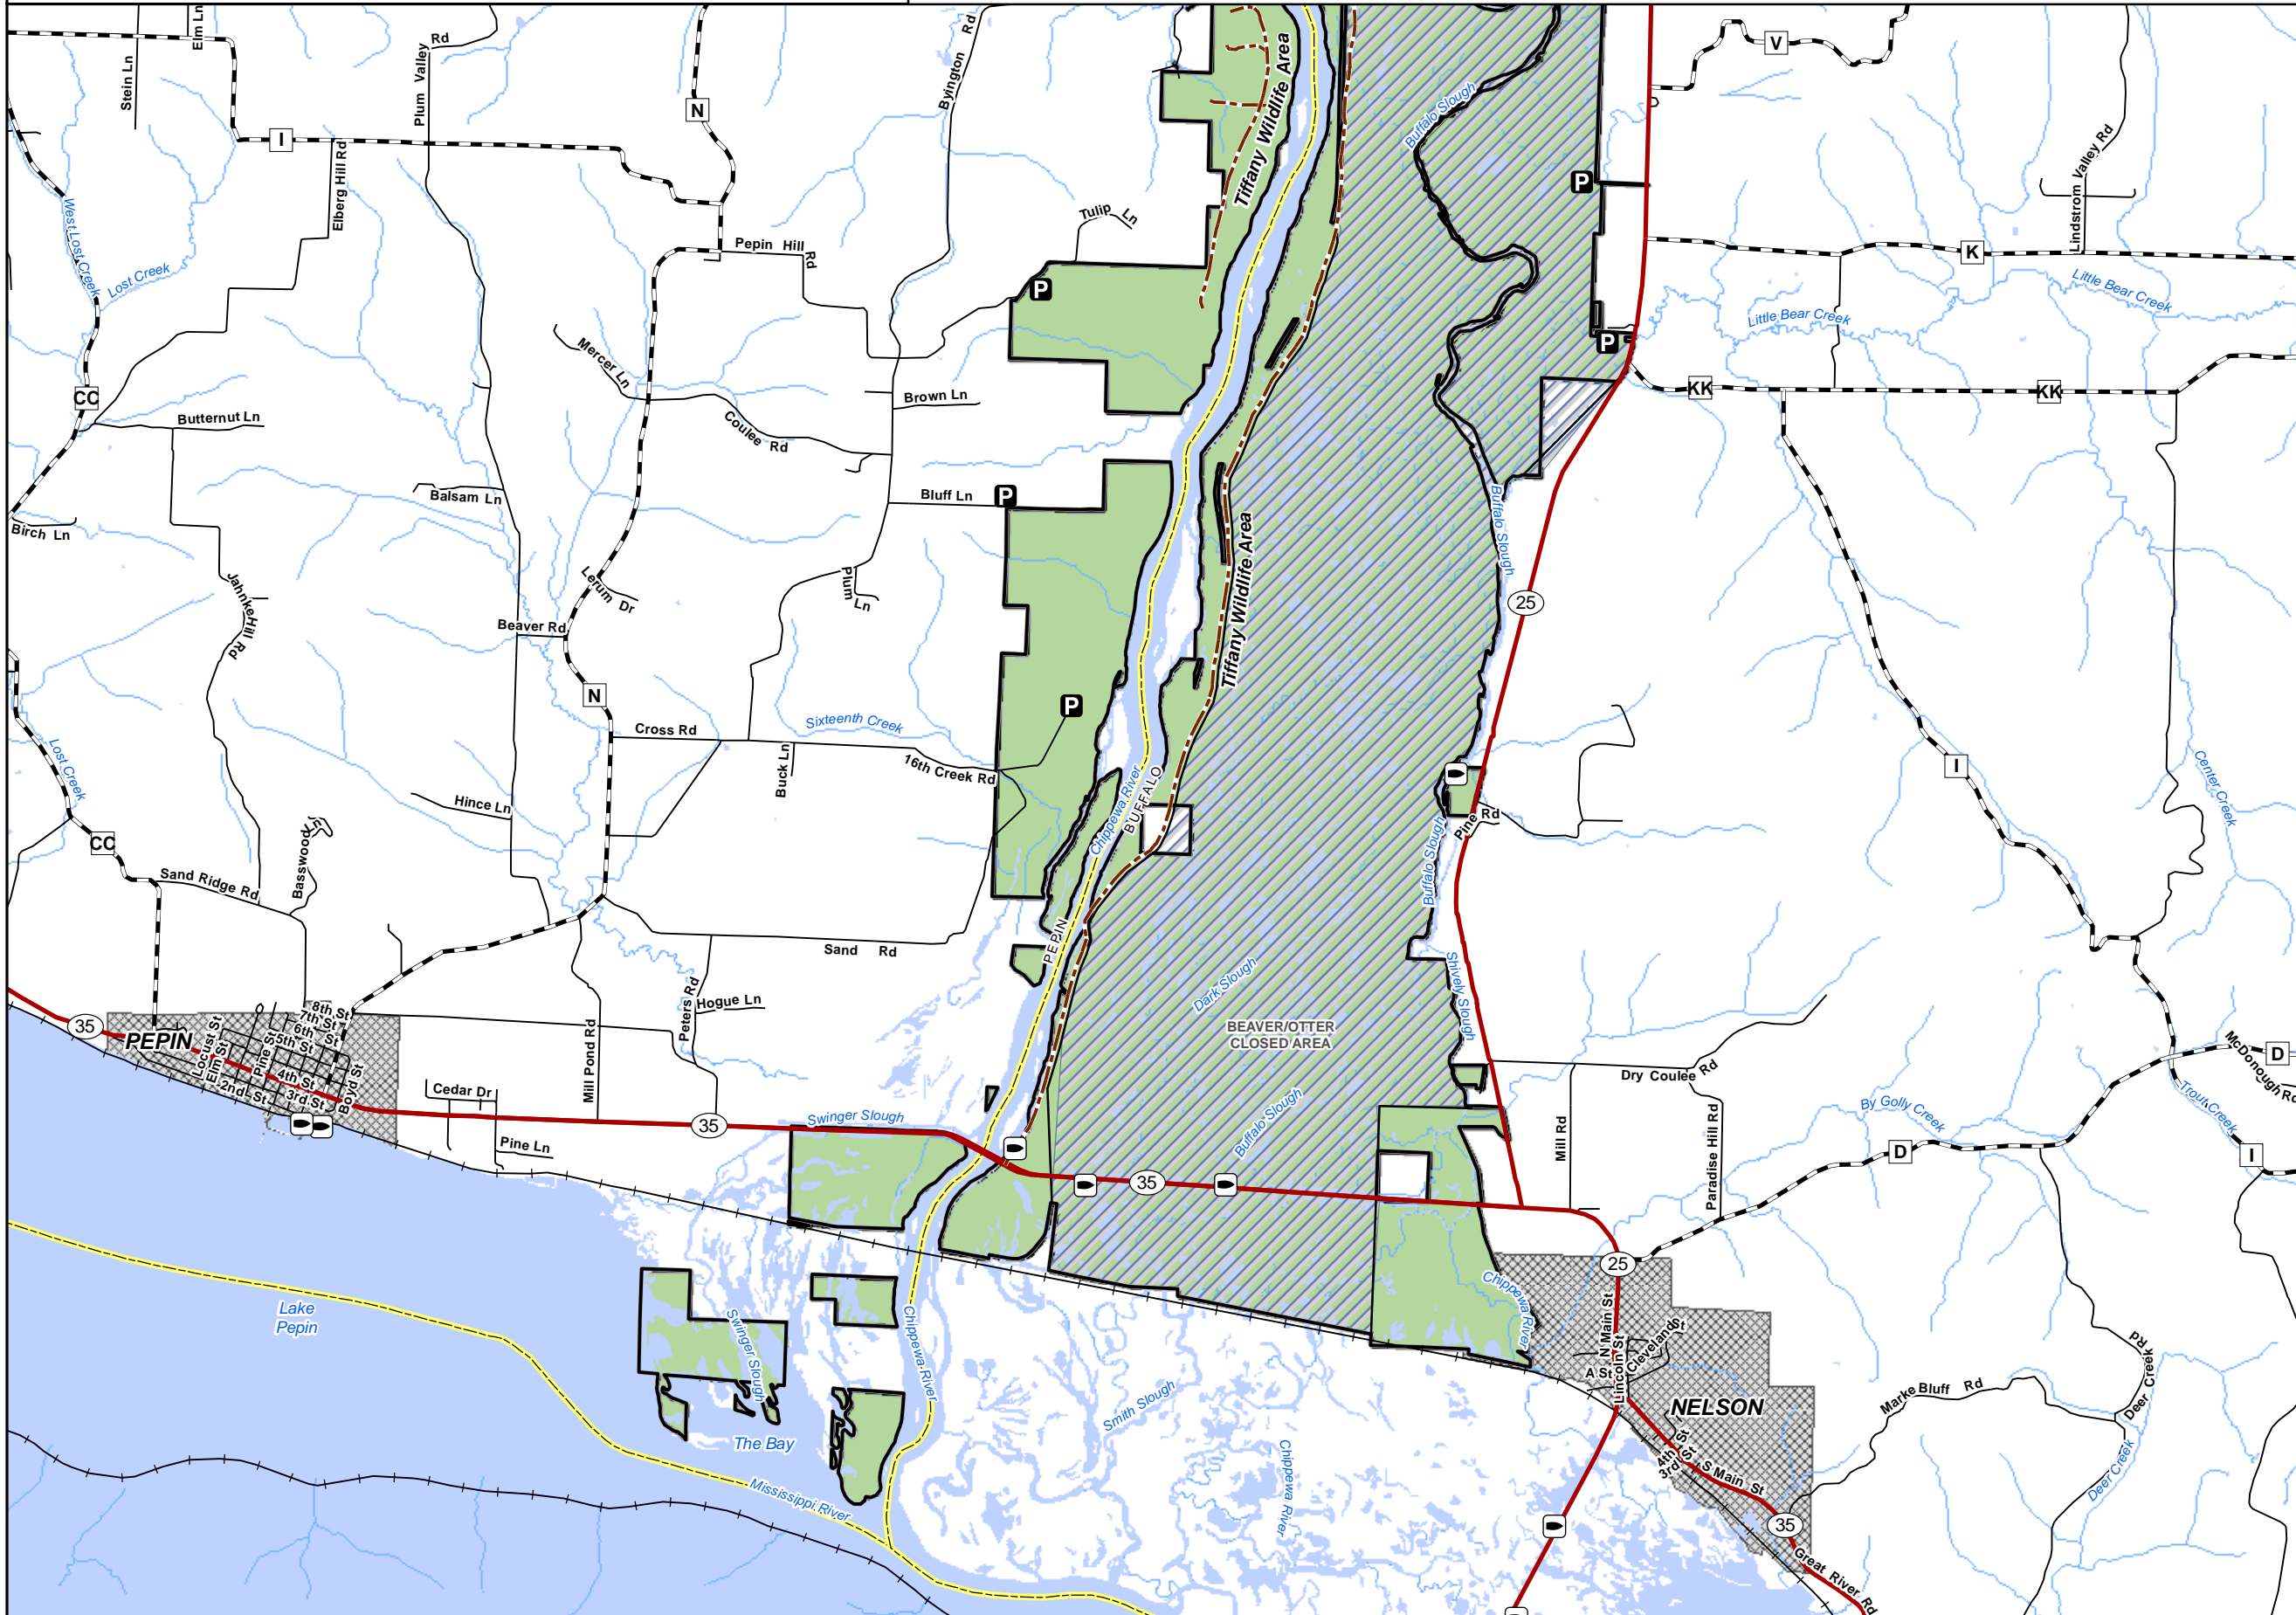 Elm Ln
Stein Ln
Plum Valley Rd
N
Byington Rd
Tiffany Wildlife Area
Buffalo Slough
V
I
Elberg Hill Rd
P
Lindstrom Valley Rd
West Lost Creek
Lost Creek
Tulip Ln
Pepin Hill Rd
K
Little Bear Creek
Little Bear Creek
P
P
Mercer Ln
CC
KK
KK
Brown Ln
Butternut Ln
Coulee Rd
Balsam Ln
Bluff Ln
P
Buffalo Slough
Birch Ln
Tiffany Wildlife Area
Jahnke Hill Rd
Lerum Dr
Plum Ln
25
Beaver Rd
N
P
Sixteenth Creek
Cross Rd
Lost Creek
Buck Ln
16th Creek Rd
Chippewa River
BUFFALO
I
Center Creek
Hince Ln
Pine Rd
CC
Basswood Ln
Buffalo Slough
Sand Ridge Rd
PEPIN
Sand Rd
Dark Slough
Shively Slough
Peters Rd
Hogue Ln
8th St
7th St
6th St
5th St
35
PEPIN
Locust St
Elm St
Pine St
4th St
3rd St
2nd St
Boyd St
BEAVER/OTTER
CLOSED AREA
Mill Pond Rd
Cedar Dr
Dry Coulee Rd
McDonough Rd
D
Trout Creek
By Golly Creek
Buffalo Slough
Swinger Slough
35
Pine Ln
Mill Rd
Paradise Hill Rd
D
I
35
25
Chippewa River
Lake
Pepin
Swinger Slough
Chippewa River
N Main St
Lincoln St
Cleveland St
A St
Deer Creek Rd
Marke Bluff Rd
NELSON
Smith Slough
The Bay
Chippewa River
4th St
3rd St
S Main St
Deer Creek
Mississippi River
35
Great River Rd